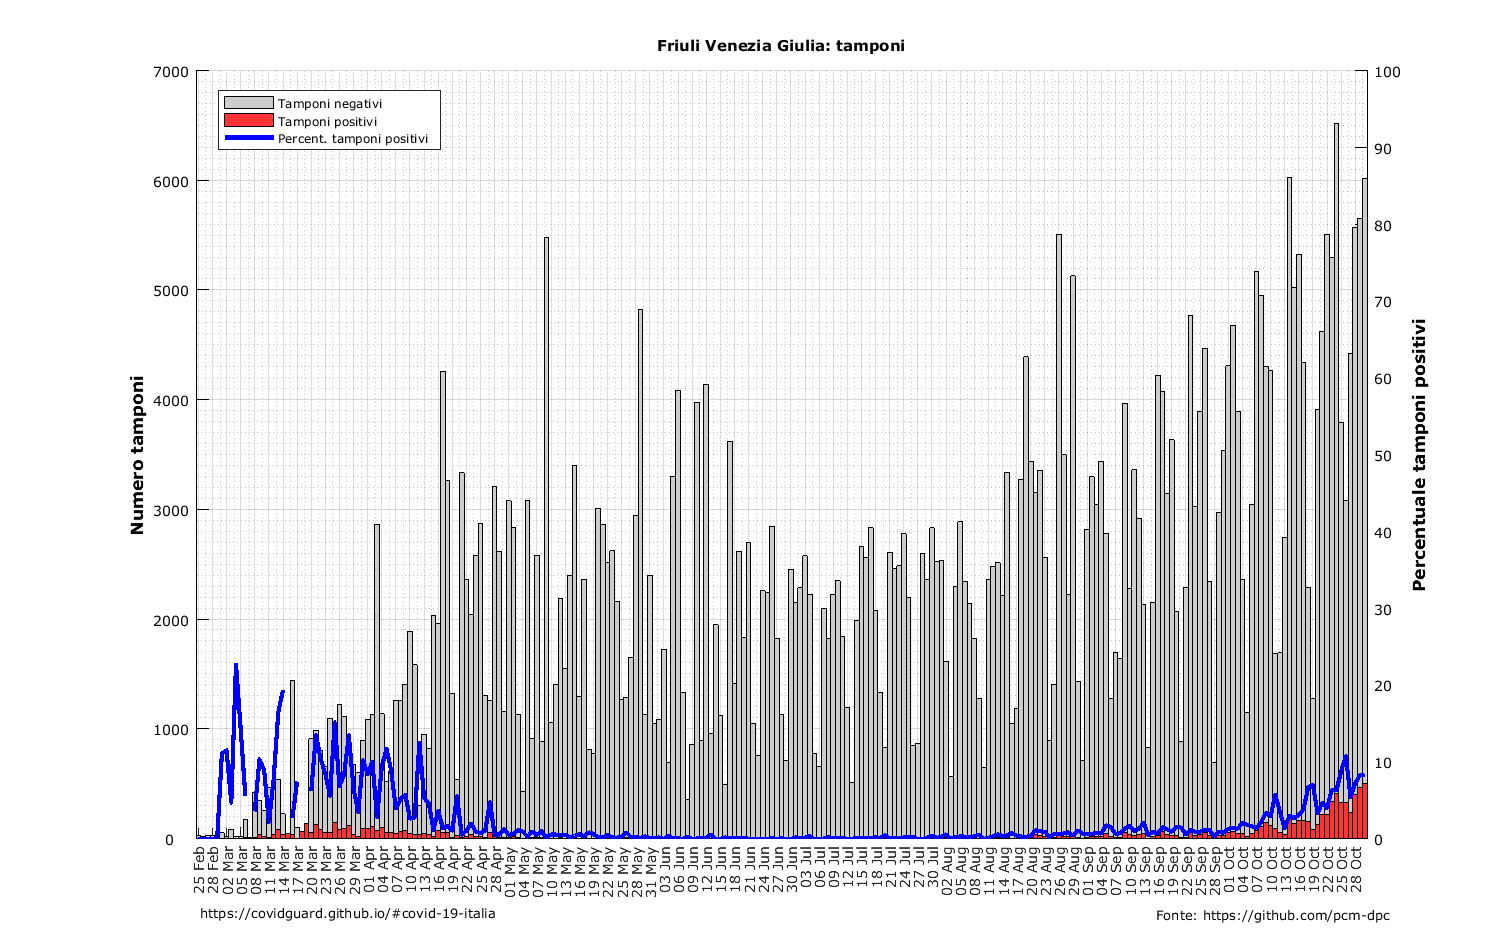 Friuli Venezia Giulia: tamponi
7000
6000
5000
4000
3000
2000
1000
0
Numero tamponi
Tamponi negativi
Tamponi positivi
Percent. tamponi positivi
100
90
80
70
60
50
40
30
20
10
0
Percentuale tamponi positivi
25 Feb
28 Feb
02 Mar
05 Mar
08 Mar
11 Mar
14 Mar
17 Mar
20 Mar
23 Mar
26 Mar
29 Mar
01 Apr
04 Apr
07 Apr
10 Apr
13 Apr
16 Apr
19 Apr
22 Apr
25 Apr
28 Apr
01 May
04 May
07 May
10 May
13 May
16 May
19 May
22 May
25 May
28 May
31 May
03 Jun
06 Jun
09 Jun
12 Jun
15 Jun
18 Jun
21 Jun
24 Jun
27 Jun
30 Jun
03 Jul
06 Jul
09 Jul
12 Jul
15 Jul
18 Jul
21 Jul
24 Jul
27 Jul
30 Jul
02 Aug
05 Aug
08 Aug
11 Aug
14 Aug
17 Aug
20 Aug
23 Aug
26 Aug
29 Aug
01 Sep
04 Sep
07 Sep
10 Sep
13 Sep
16 Sep
19 Sep
22 Sep
25 Sep
28 Sep
01 Oct
04 Oct
07 Oct
10 Oct
13 Oct
16 Oct
19 Oct
22 Oct
25 Oct
28 Oct
https://covidguard.github.io/#covid-19-italia
Fonte: https://github.com/pcm-dpc